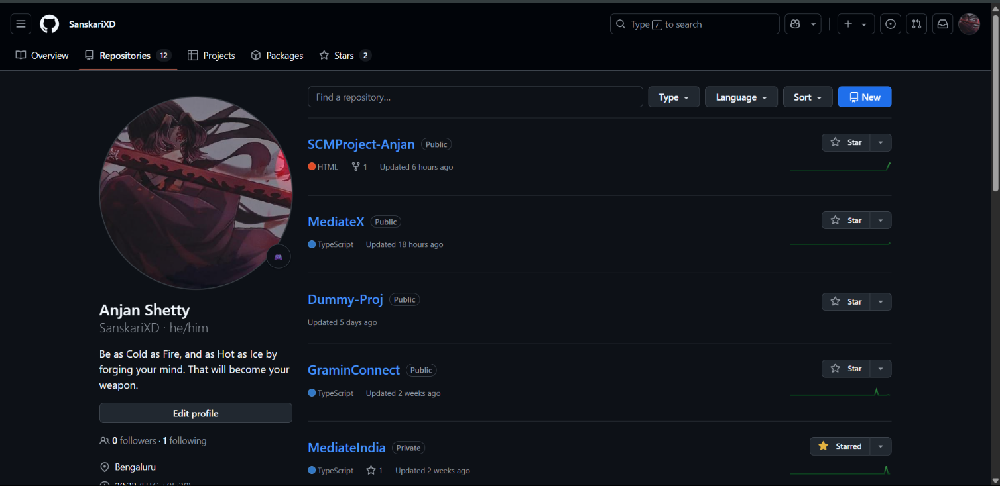 SanskariXD
Type / to search
Overview
Repositories 12
Projects
Packages
Stars 2
Find a repository...
Type
Language
Sort
New
SCMProject-Anjan Public
Star
HTML 1 Updated 6 hours ago
MediateX Public
Star
TypeScript Updated 18 hours ago
Dummy-Proj Public
Star
Updated 5 days ago
GraminConnect Public
Star
TypeScript Updated 2 weeks ago
MediateIndia Private
Starred
TypeScript 1 Updated 2 weeks ago
Anjan Shetty
SanskariXD · he/him
Be as Cold as Fire, and as Hot as Ice by
forging your mind. That will become your
weapon.
Edit profile
0 followers · 1 following
Bengaluru